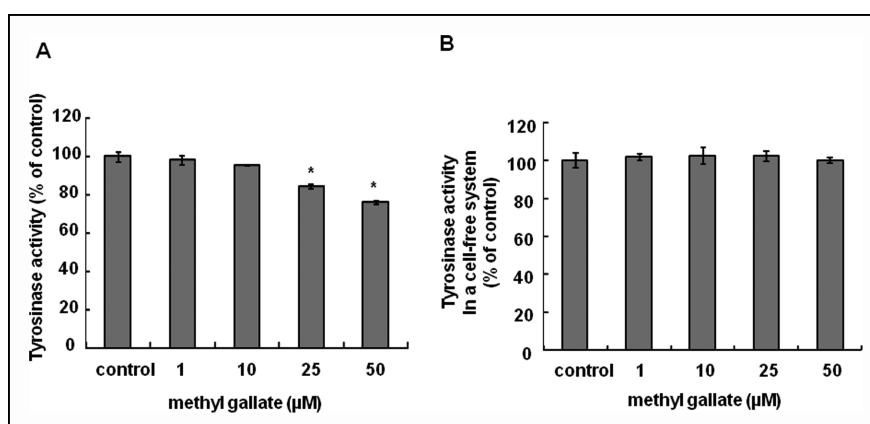 A
Tyrosinase activity (% of control)
120
100
80
60
40
20
0
*
*
control 1 10 25 50
methyl gallate (µM)
B
Tyrosinase activity
In a cell-free system
(% of control)
120
100
80
60
40
20
0
control 1 10 25 50
methyl gallate (µM)